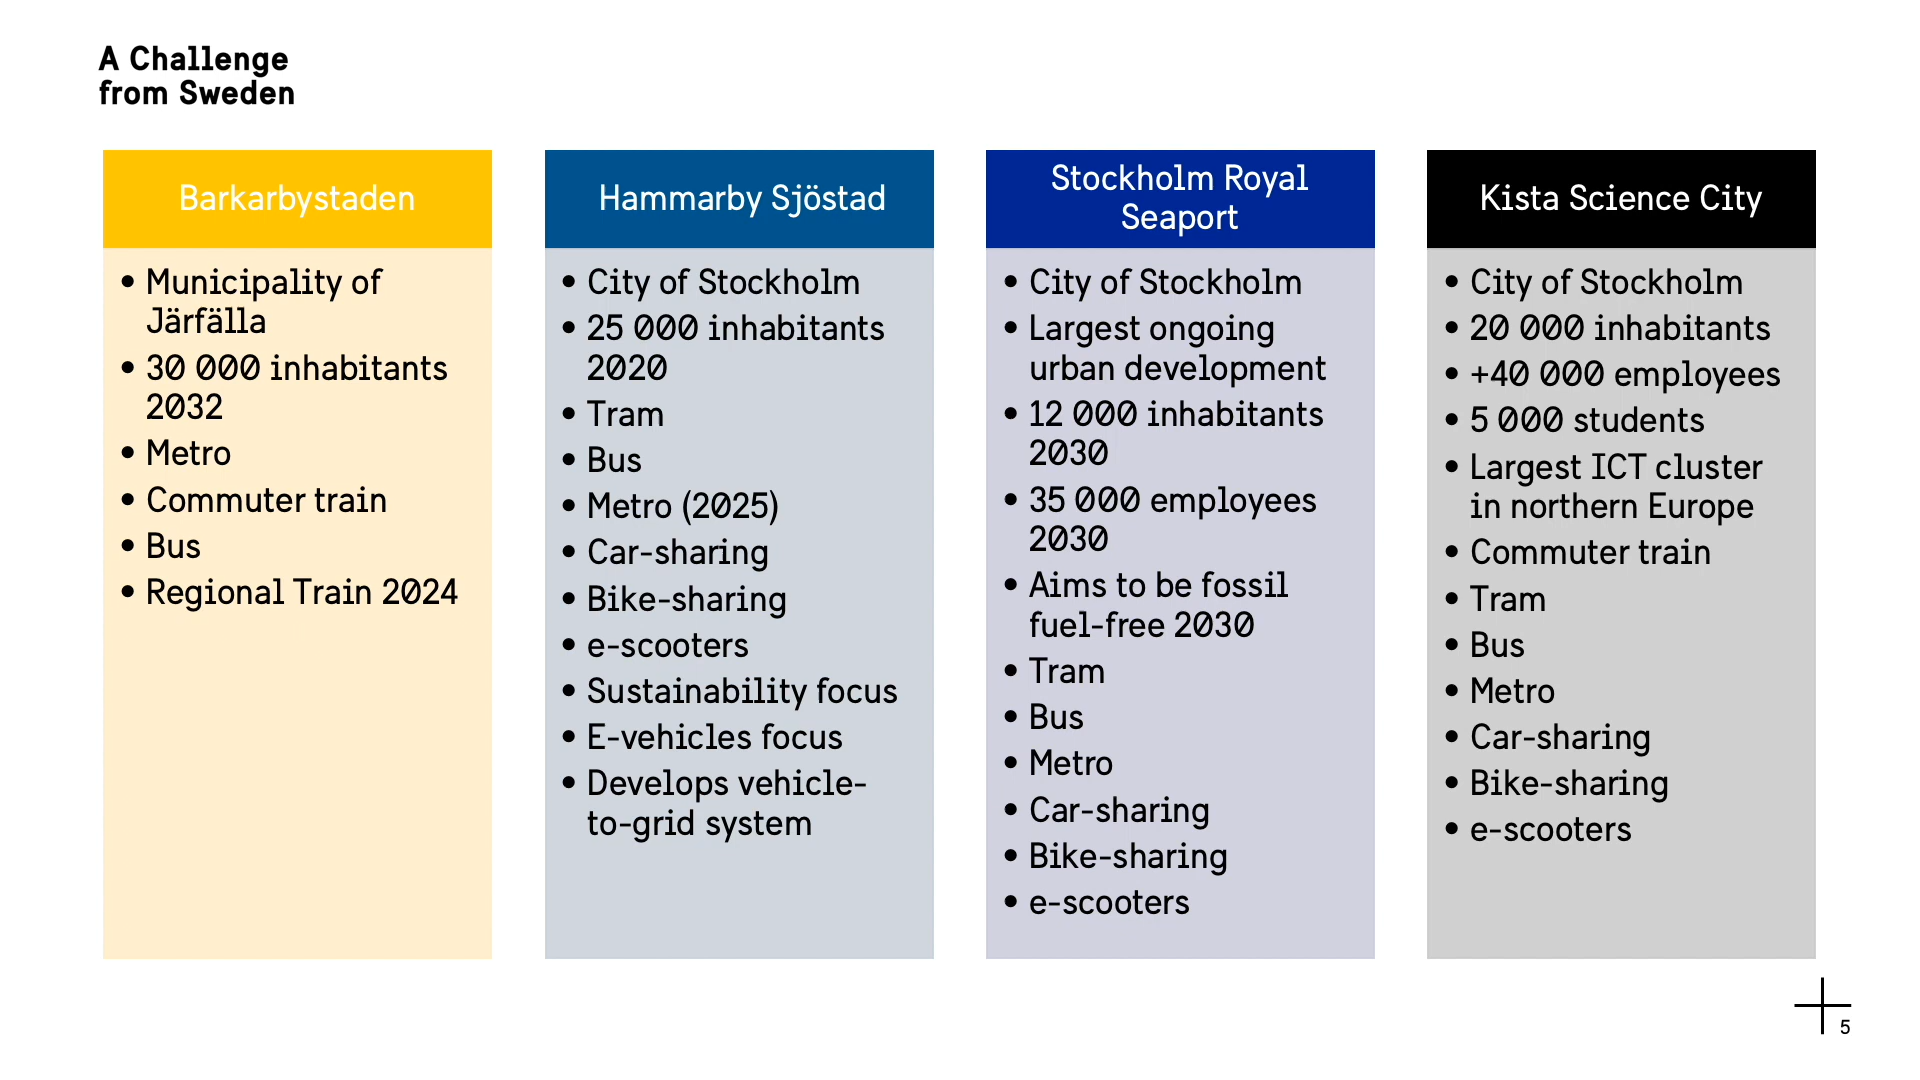 A Challenge
from Sweden
Barkarbystaden
• Municipality of
Järfälla
• 30 000 inhabitants
2032
• Metro
• Commuter train
• Bus
• Regional Train 2024
Hammarby Sjöstad
• City of Stockholm
• 25 000 inhabitants
2020
• Tram
• Bus
• Metro (2025)
• Car-sharing
• Bike-sharing
• e-scooters
• Sustainability focus
• E-vehicles focus
• Develops vehicle-
to-grid system
Stockholm Royal
Seaport
• City of Stockholm
• Largest ongoing
urban development
• 12 000 inhabitants
2030
• 35 000 employees
2030
• Aims to be fossil
fuel-free 2030
• Tram
• Bus
• Metro
• Car-sharing
• Bike-sharing
• e-scooters
Kista Science City
• City of Stockholm
• 20 000 inhabitants
• +40 000 employees
• 5 000 students
• Largest ICT cluster
in northern Europe
• Commuter train
• Tram
• Bus
• Metro
• Car-sharing
• Bike-sharing
• e-scooters
5